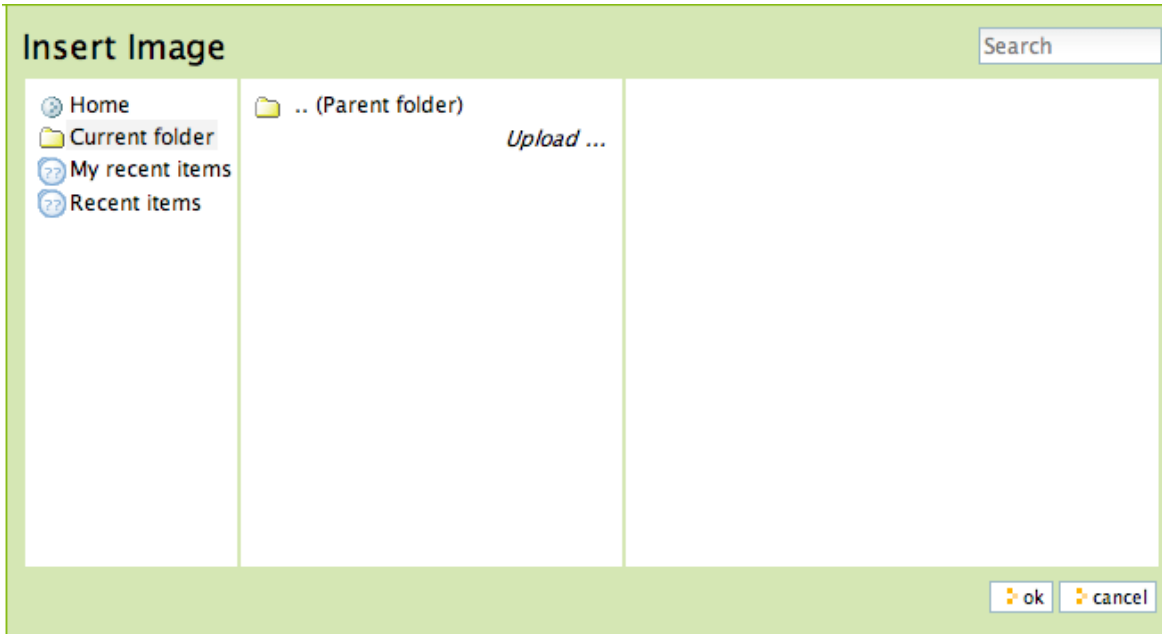 Insert Image
Search
Home
Current folder
My recent items
Recent items
.. (Parent folder)
Upload ...
ok
cancel